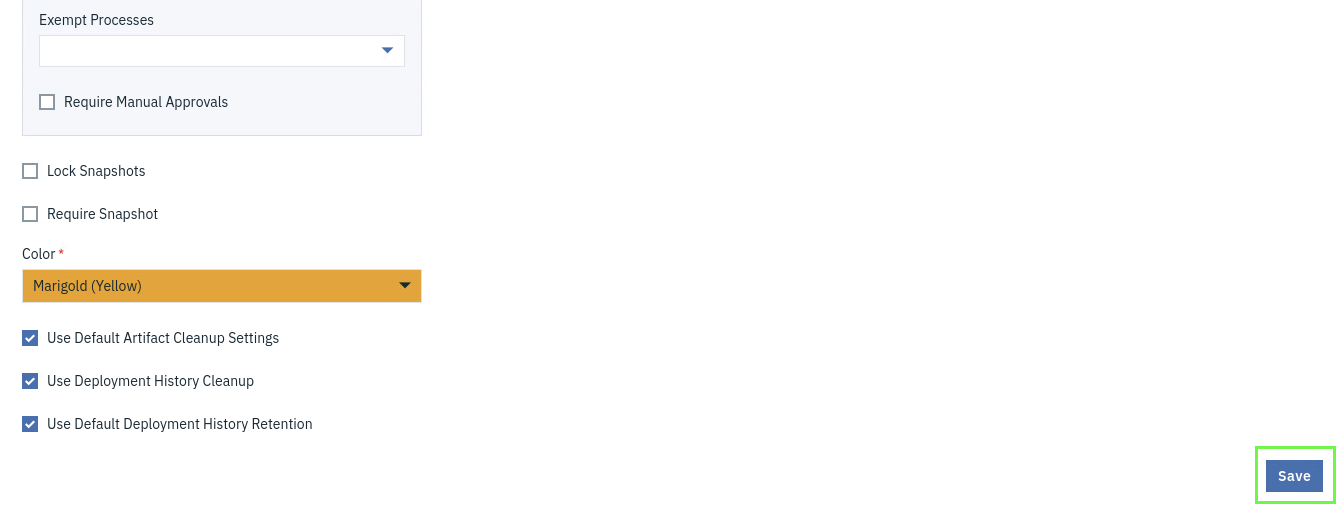 Exempt Processes
Require Manual Approvals
Lock Snapshots
Require Snapshot
Color *
Marigold (Yellow)
Use Default Artifact Cleanup Settings
Use Deployment History Cleanup
Use Default Deployment History Retention
Save